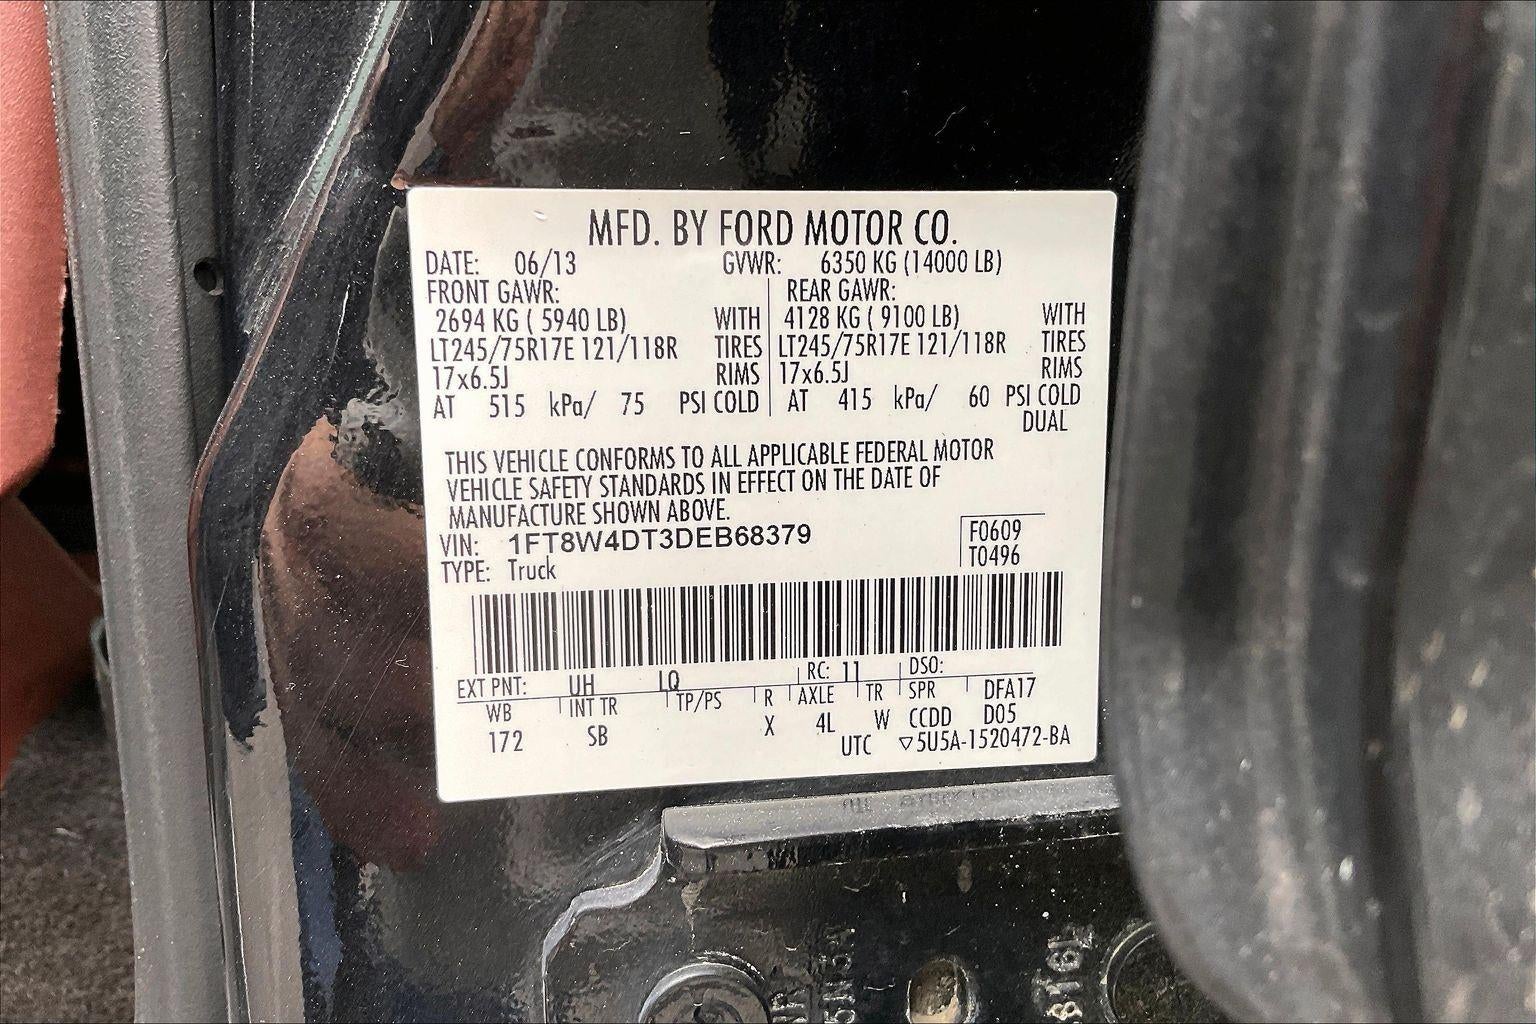 MFD. BY FORD MOTOR CO.
DATE: 06/13 GVWR: 6350 KG (14000 LB)
FRONT GAWR: REAR GAWR:
2694 KG ( 5940 LB) WITH 4128 KG ( 9100 LB) WITH
LT245/75R17E 121/118R TIRES LT245/75R17E 121/118R TIRES
17x6.5J RIMS 17x6.5J RIMS
AT 515 kPa/ 75 PSI COLD AT 415 kPa/ 60 PSI COLD
DUAL
THIS VEHICLE CONFORMS TO ALL APPLICABLE FEDERAL MOTOR
VEHICLE SAFETY STANDARDS IN EFFECT ON THE DATE OF
MANUFACTURE SHOWN ABOVE.
VIN: 1FT8W4DT3DEB68379 F0609
TYPE: Truck T0496
EXT PNT: UH LQ RC: 11 DSO:
WB INT TR TP/PS R AXLE TR SPR DFA17
172 SB X 4L W CCDD D05
UTC ▽5U5A-1520472-BA